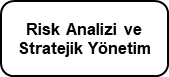 Risk Analizi ve
Stratejik Yönetim